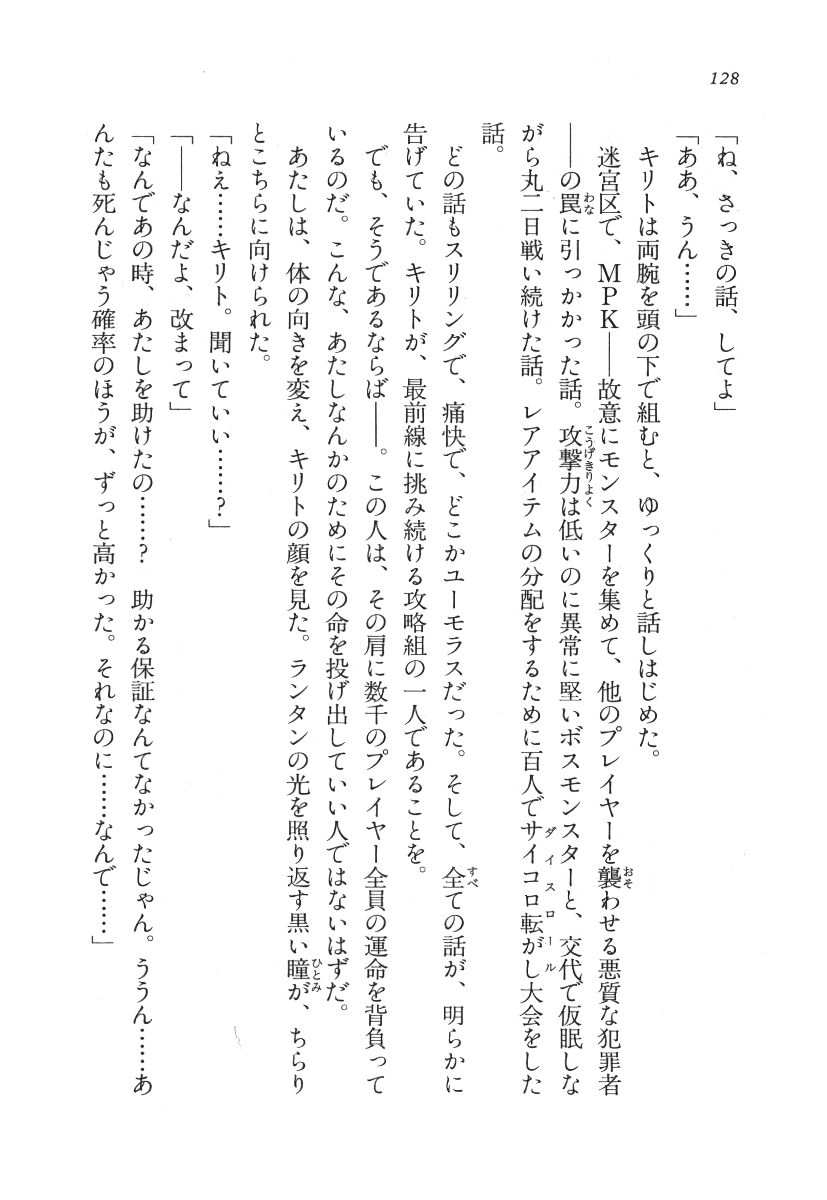 128
「ね、さっきの話、してよ」
「ああ、うん……」
　キリトは両腕を頭の下で組むと、ゆっくりと話しはじめた。
　迷宮区で、ＭＰＫ――故意にモンスターを集めて、他のプレイヤーを襲わせる悪質な犯罪者
――の罠に引っかかった話。攻撃力は低いのに異常に堅いボスモンスターと、交代で仮眠しな
がら丸二日戦い続けた話。レアアイテムの分配をするために百人でサイコロ転がし大会をした
話。
　どの話もスリリングで、痛快で、どこかユーモラスだった。そして、全ての話が、明らかに
告げていた。キリトが、最前線に挑み続ける攻略組の一人であることを。
　でも、そうであるならば――。この人は、その肩に数千のプレイヤー全員の運命を背負って
いるのだ。こんな、あたしなんかのためにその命を投げ出していい人ではないはずだ。
　あたしは、体の向きを変え、キリトの顔を見た。ランタンの光を照り返す黒い瞳が、ちらり
とこちらに向けられた。
「ねぇ……キリト。聞いていい……？」
「――なんだよ、改まって」
「なんであの時、あたしを助けたの……？　助かる保証なんてなかったじゃん。ううん……あ
んたも死んじゃう確率のほうが、ずっと高かった。それなのに……なんで……」